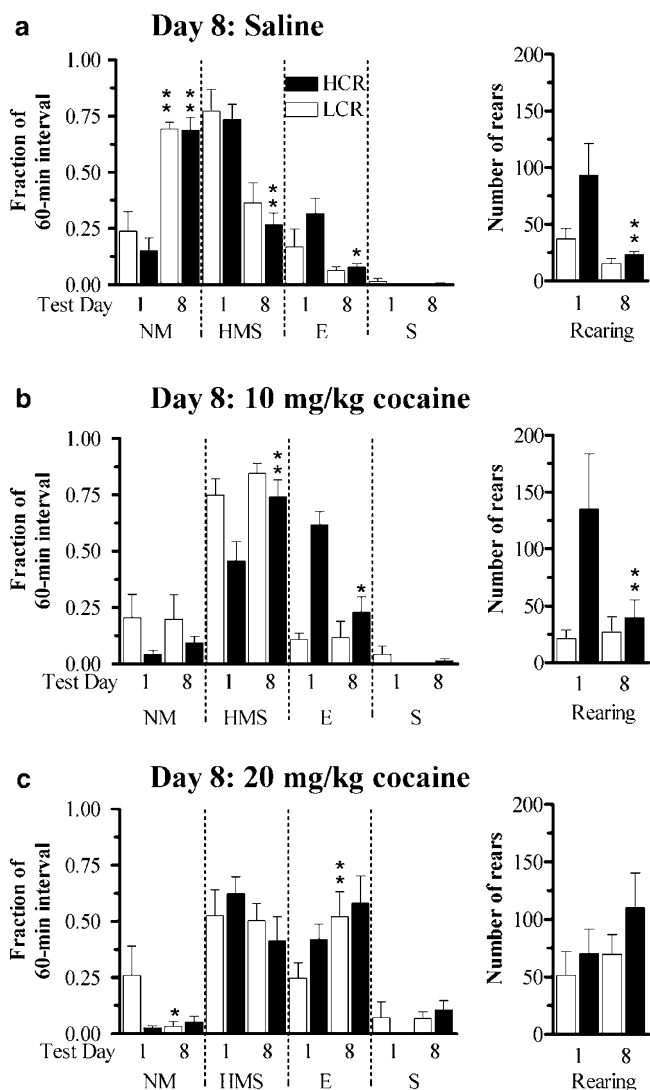 a Day 8: Saline
Fraction of
60-min interval
1.00
0.75
0.50
0.25
0.00
** **
**
*
HCR
LCR
Test Day 1 8 1 8 1 8 1 8
NM HMS E S
Number of rears
200
150
100
50
0
**
1 8
Rearing
b Day 8: 10 mg/kg cocaine
Fraction of
60-min interval
1.00
0.75
0.50
0.25
0.00
**
*
Test Day 1 8 1 8 1 8 1 8
NM HMS E S
Number of rears
200
150
100
50
0
**
1 8
Rearing
c Day 8: 20 mg/kg cocaine
Fraction of
60-min interval
1.00
0.75
0.50
0.25
0.00
*
**
Test Day 1 8 1 8 1 8 1 8
NM HMS E S
Number of rears
200
150
100
50
0
1 8
Rearing